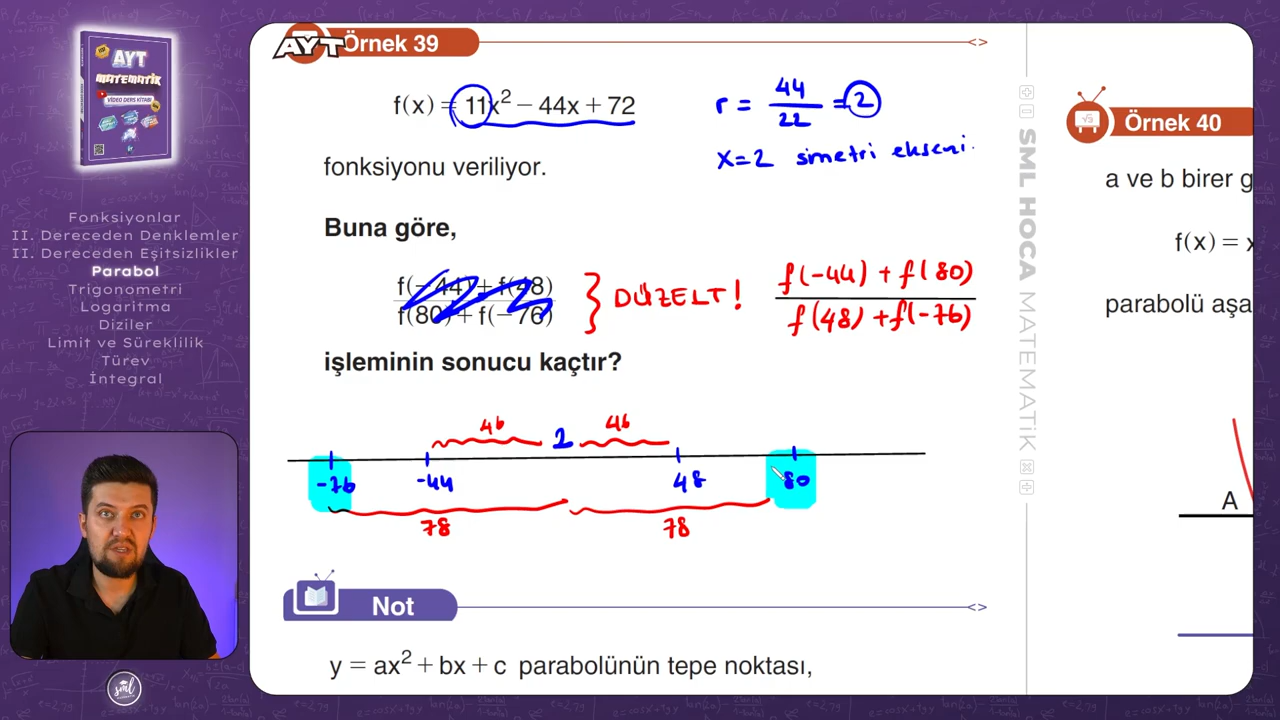 AYT Örnek 39
f(x) = 11x² − 44x + 72
r = 44/22 = 2
x=2 simetri ekseni.
fonksiyonu veriliyor.
Buna göre,
f(−44) + f(48)
f(80) + f(−76)
} DÜZELT !
f(-44) + f(80)
f(48) + f(-76)
işleminin sonucu kaçtır?
46 2 46
-76 -44 48 80
78 78
Not
y = ax² + bx + c parabolünün tepe noktası,
AYT
MATEMATİK
VİDEO DERS KİTABI
Fonksiyonlar
II. Dereceden Denklemler
II. Dereceden Eşitsizlikler
Parabol
Trigonometri
Logaritma
Diziler
Limit ve Süreklilik
Türev
İntegral
sml
SML HOCA MATEMATİK
Örnek 40
a ve b birer g
f(x) = x
parabolü aşa
A